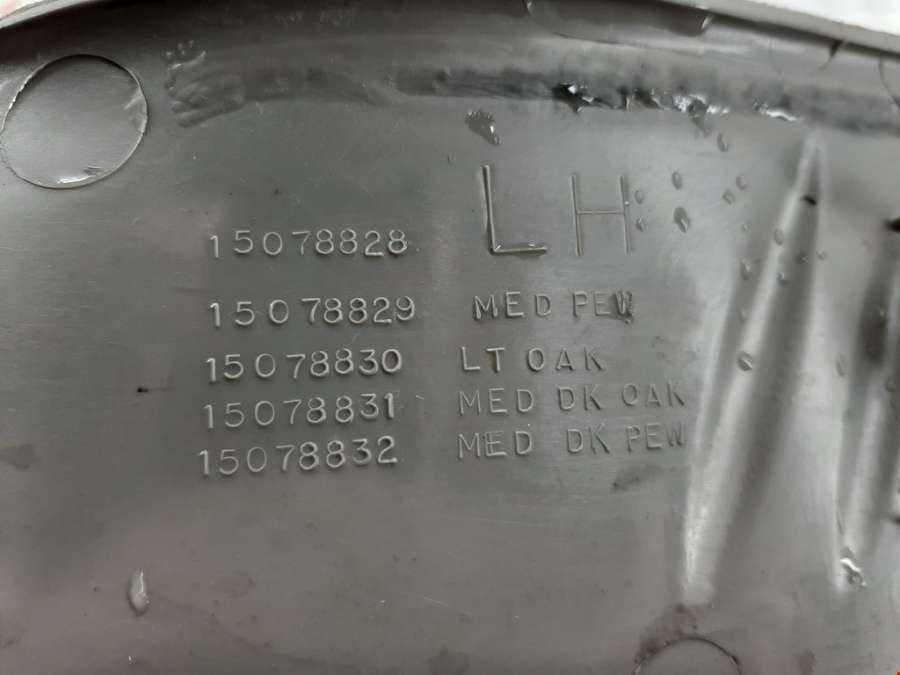 LH
15078828
15078829 MED PEW
15078830 LT OAK
15078831 MED DK OAK
15078832 MED DK PEW